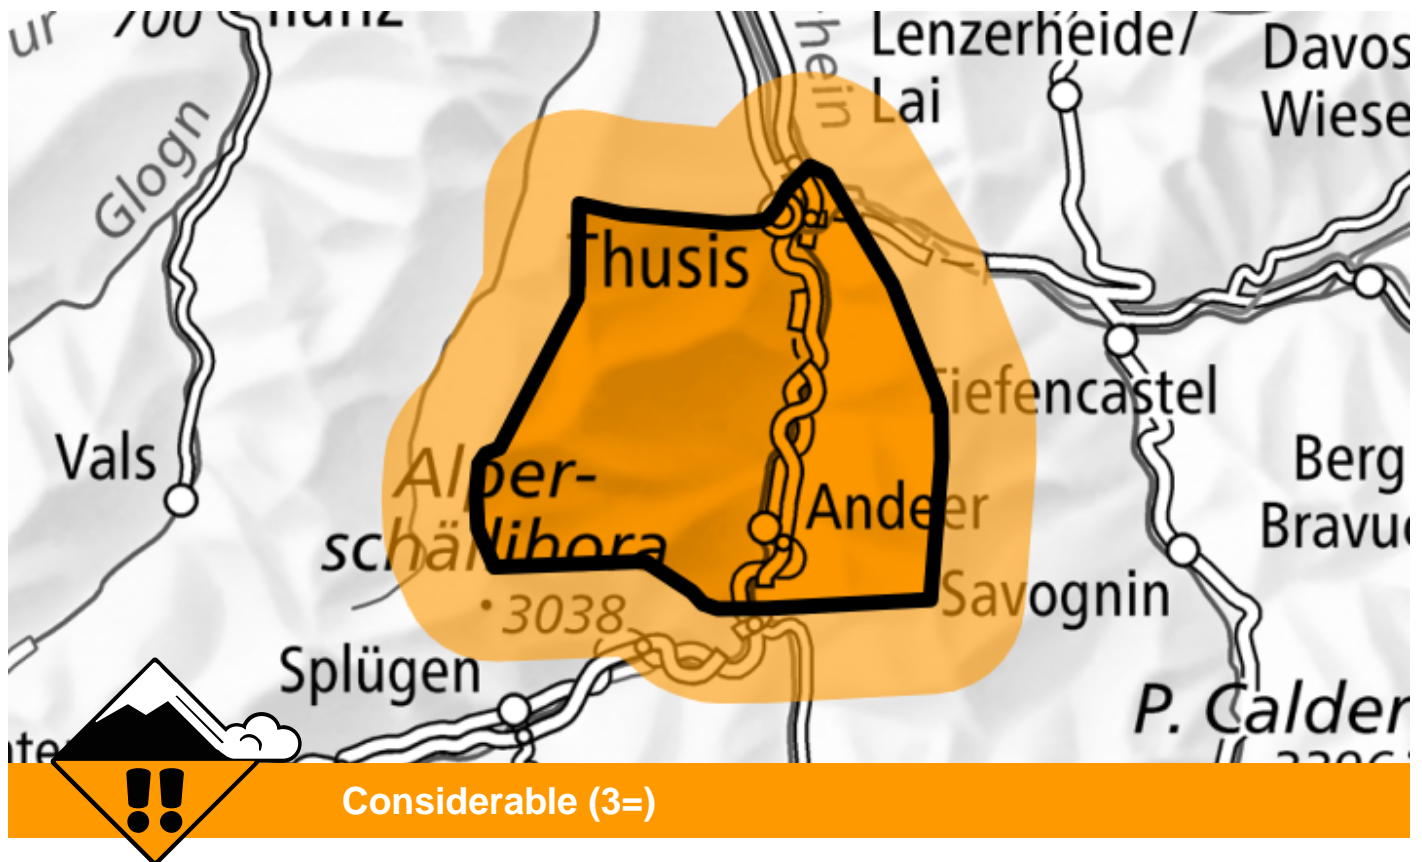 700
Lenzerheide/
Lai
Davos
Wiese
Glogn
Thusis
Tiefencastel
Vals
Alper-
schällihora
3038
Andeer
Berg
Bravuo
Savognin
Splügen
P. Calder
Considerable (3=)